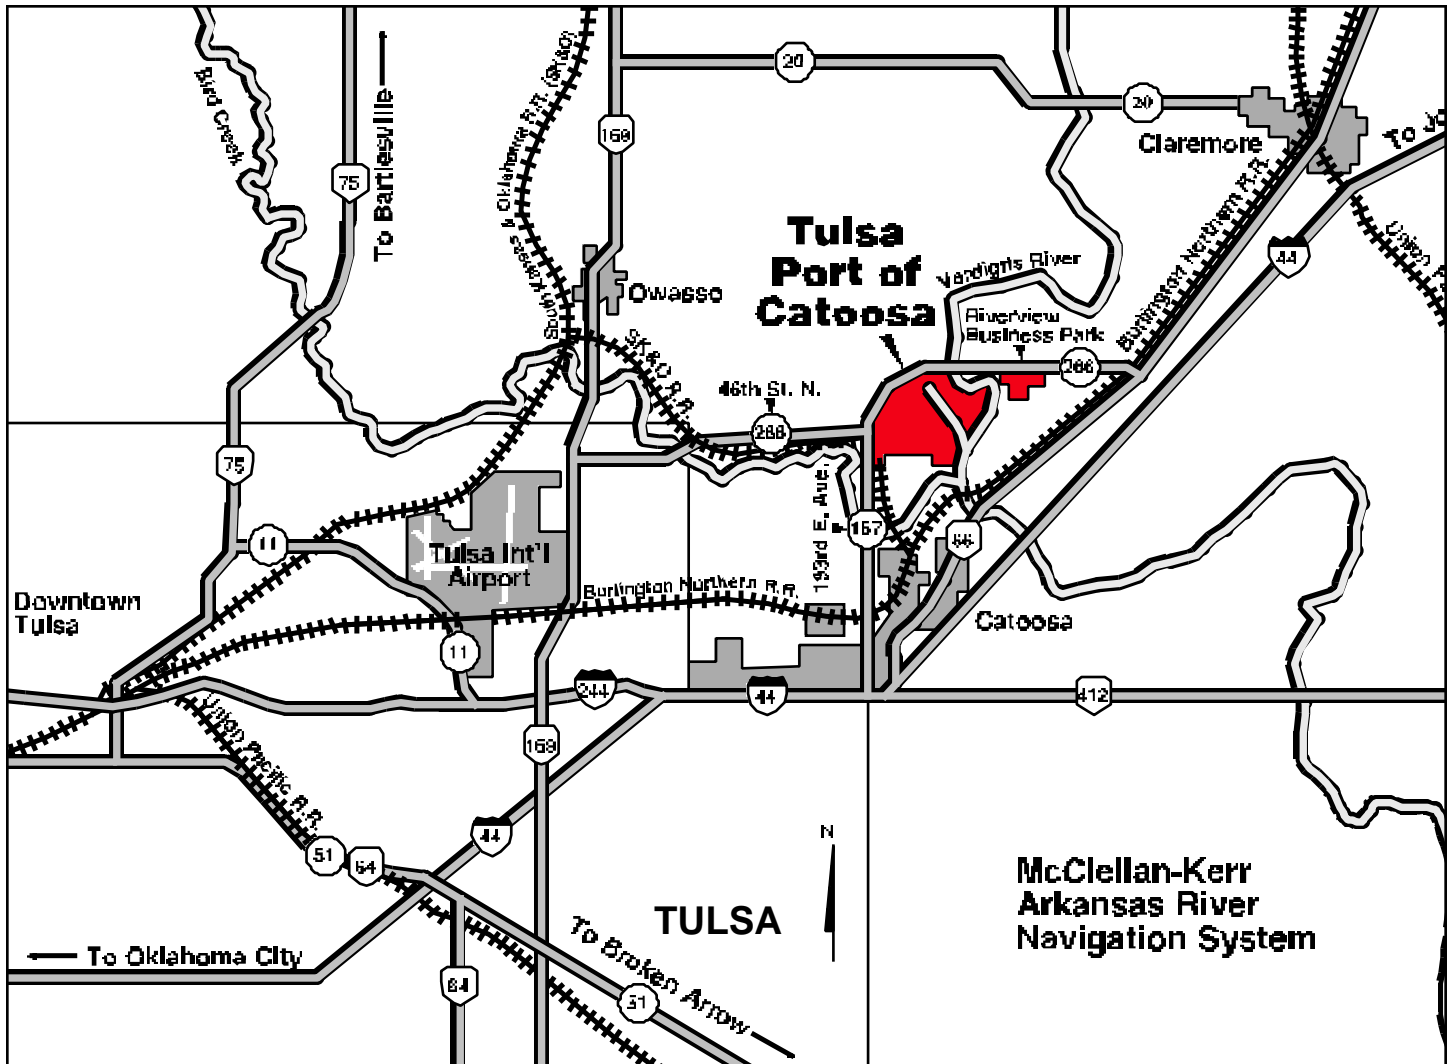 20
20
Claremore
To
Bird Creek
75
To Bartlesville
South Kansas & Oklahoma R.R. (SK&O)
169
Tulsa
Port of
Catoosa
Verdigris River
Burlington Northern R.R.
44
Union
Owasso
Riverview
Business Park
266
SK&O R.R.
46th St. N.
266
75
11
Tulsa Int'l
Airport
193rd E. Ave.
167
66
Burlington Northern R.R.
Downtown
Tulsa
Catoosa
11
244
44
412
Union Pacific R.R.
169
44
51
64
N
TULSA
McClellan-Kerr
Arkansas River
Navigation System
To Oklahoma City
To Broken Arrow
64
51